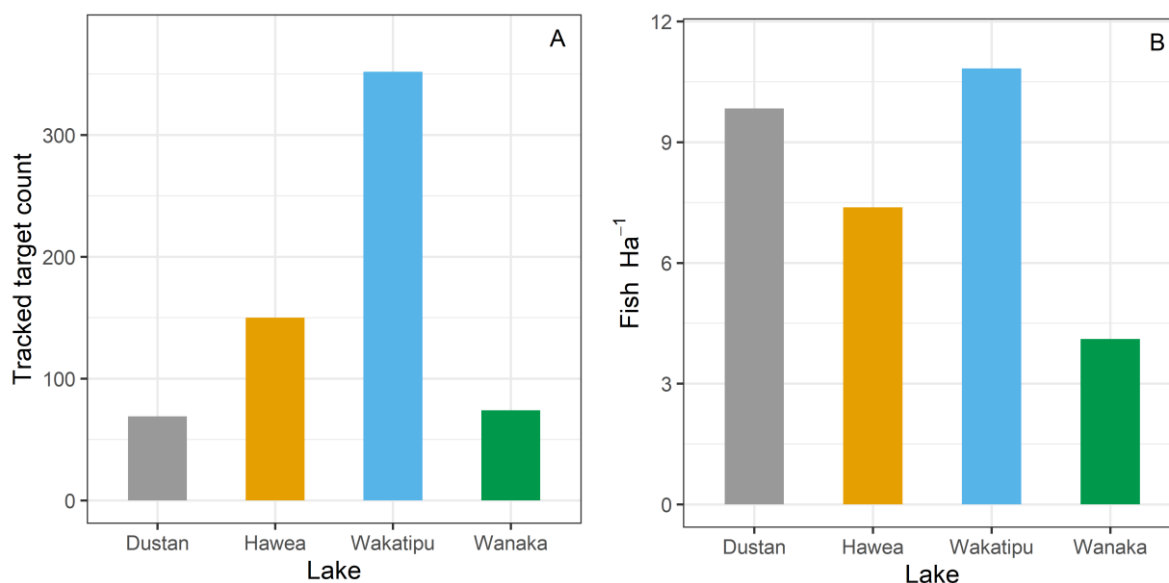 A
Tracked target count
300
200
100
0
Dustan Hawea Wakatipu Wanaka
Lake
B
Fish Ha⁻¹
12
9
6
3
0
Dustan Hawea Wakatipu Wanaka
Lake